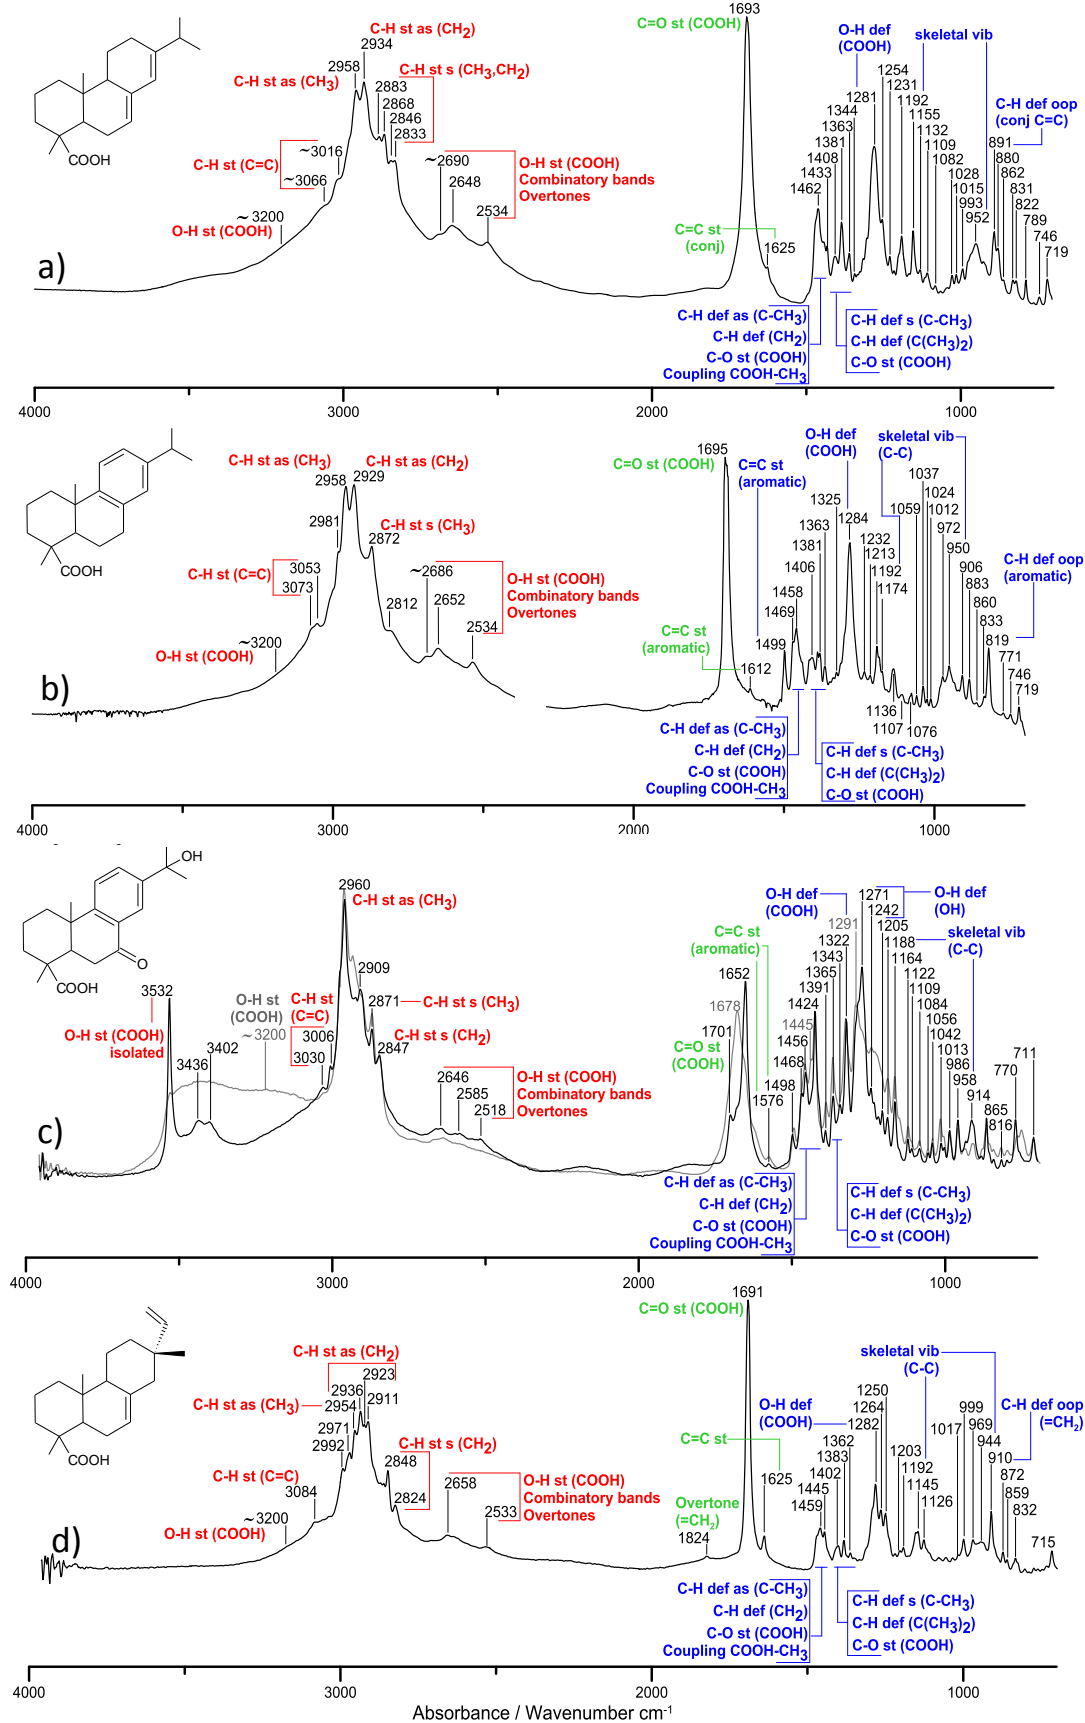 1693
C=O st (COOH)
C-H st as (CH2)
2934
2958
C-H st as (CH3)
C-H st s (CH3,CH2)
2883
2868
2846
2833
~3016
C-H st (C=C)
~3066
~3200
O-H st (COOH)
~2690
2648
2534
O-H st (COOH)
Combinatory bands
Overtones
C=C st
(conj)
1625
O-H def
(COOH)
skeletal vib
1254
1231
1281
1192
1344
1155
1363
1132
1381
1109
1408
1082
1433
1462
1028
1015
993
952
C-H def oop
(conj C=C)
891
880
862
831
822
789
746
719
COOH
a)
C-H def as (C-CH3)
C-H def (CH2)
C-O st (COOH)
Coupling COOH-CH3
C-H def s (C-CH3)
C-H def (C(CH3)2)
C-O st (COOH)
4000
3000
2000
1000
C-H st as (CH3)
C-H st as (CH2)
2958
2929
2981
C-H st s (CH3)
2872
C-H st (C=C)
3053
3073
2812
~2686
2652
2534
O-H st (COOH)
Combinatory bands
Overtones
~3200
O-H st (COOH)
1695
C=O st (COOH)
C=C st
(aromatic)
C=C st
(aromatic)
1612
O-H def
(COOH)
skeletal vib
(C-C)
1037
1024
1012
1059
972
950
1325
1284
1363
1232
1381
1213
1406
1192
1174
1458
1469
1499
906
883
860
833
819
771
746
719
C-H def oop
(aromatic)
1136
1107
1076
COOH
b)
C-H def as (C-CH3)
C-H def (CH2)
C-O st (COOH)
Coupling COOH-CH3
C-H def s (C-CH3)
C-H def (C(CH3)2)
C-O st (COOH)
4000
3000
2000
1000
OH
O
COOH
2960
C-H st as (CH3)
2909
2871
C-H st s (CH3)
C-H st s (CH2)
2847
3532
O-H st (COOH)
isolated
O-H st
(COOH)
~3200
C-H st
(C=C)
3006
3030
3436
3402
2646
2585
2518
O-H st (COOH)
Combinatory bands
Overtones
C=C st
(aromatic)
1652
1678
1701
C=O st
(COOH)
1576
1498
1468
1456
1445
1424
1391
1365
1343
1322
1291
O-H def
(COOH)
1271
1242
1205
1188
1164
O-H def
(OH)
skeletal vib
(C-C)
1122
1109
1084
1056
1042
1013
986
958
914
865
816
770
711
c)
C-H def as (C-CH3)
C-H def (CH2)
C-O st (COOH)
Coupling COOH-CH3
C-H def s (C-CH3)
C-H def (C(CH3)2)
C-O st (COOH)
4000
3000
2000
1000
COOH
1691
C=O st (COOH)
C-H st as (CH2)
2923
2936
2911
C-H st as (CH3)
2954
2971
2992
C-H st s (CH2)
2848
2824
C-H st (C=C)
3084
~3200
O-H st (COOH)
2658
2533
O-H st (COOH)
Combinatory bands
Overtones
C=C st
1625
Overtone
(=CH2)
1824
O-H def
(COOH)
skeletal vib
(C-C)
1250
1264
1282
1362
1383
1402
1445
1459
1203
1192
1145
1126
1017
999
969
944
910
872
859
832
715
C-H def oop
(=CH2)
d)
C-H def as (C-CH3)
C-H def (CH2)
C-O st (COOH)
Coupling COOH-CH3
C-H def s (C-CH3)
C-H def (C(CH3)2)
C-O st (COOH)
4000
3000
2000
1000
Absorbance / Wavenumber cm-1